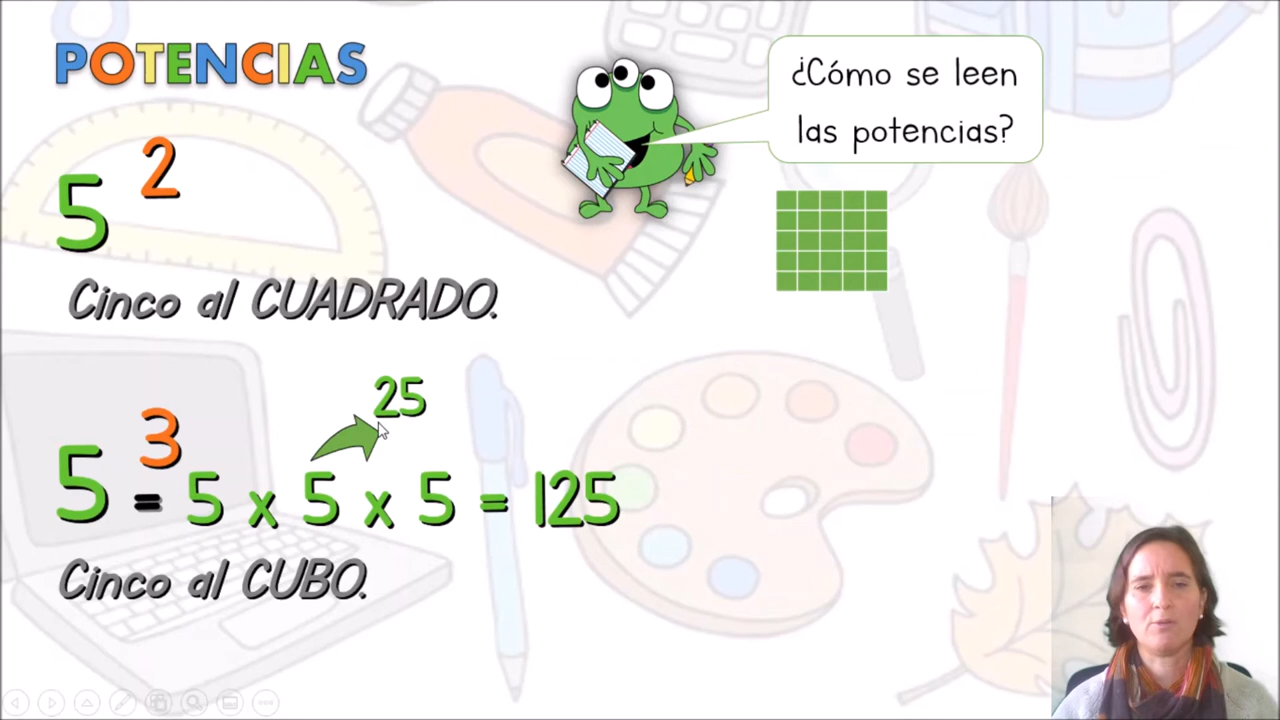 POTENCIAS
¿Cómo se leen
las potencias?
5 2
Cinco al CUADRADO.
25
5 3 = 5 x 5 x 5 = 125
Cinco al CUBO.